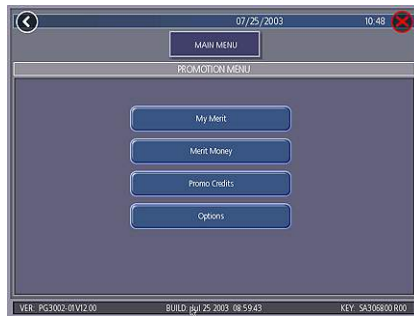 07/25/2003 10:48
MAIN MENU
PROMOTION MENU
My Merit
Merit Money
Promo Credits
Options
VER: PG3002-01V12.00 BUILD: Jul 25 2003 08:59:43 KEY: SA306800 R00